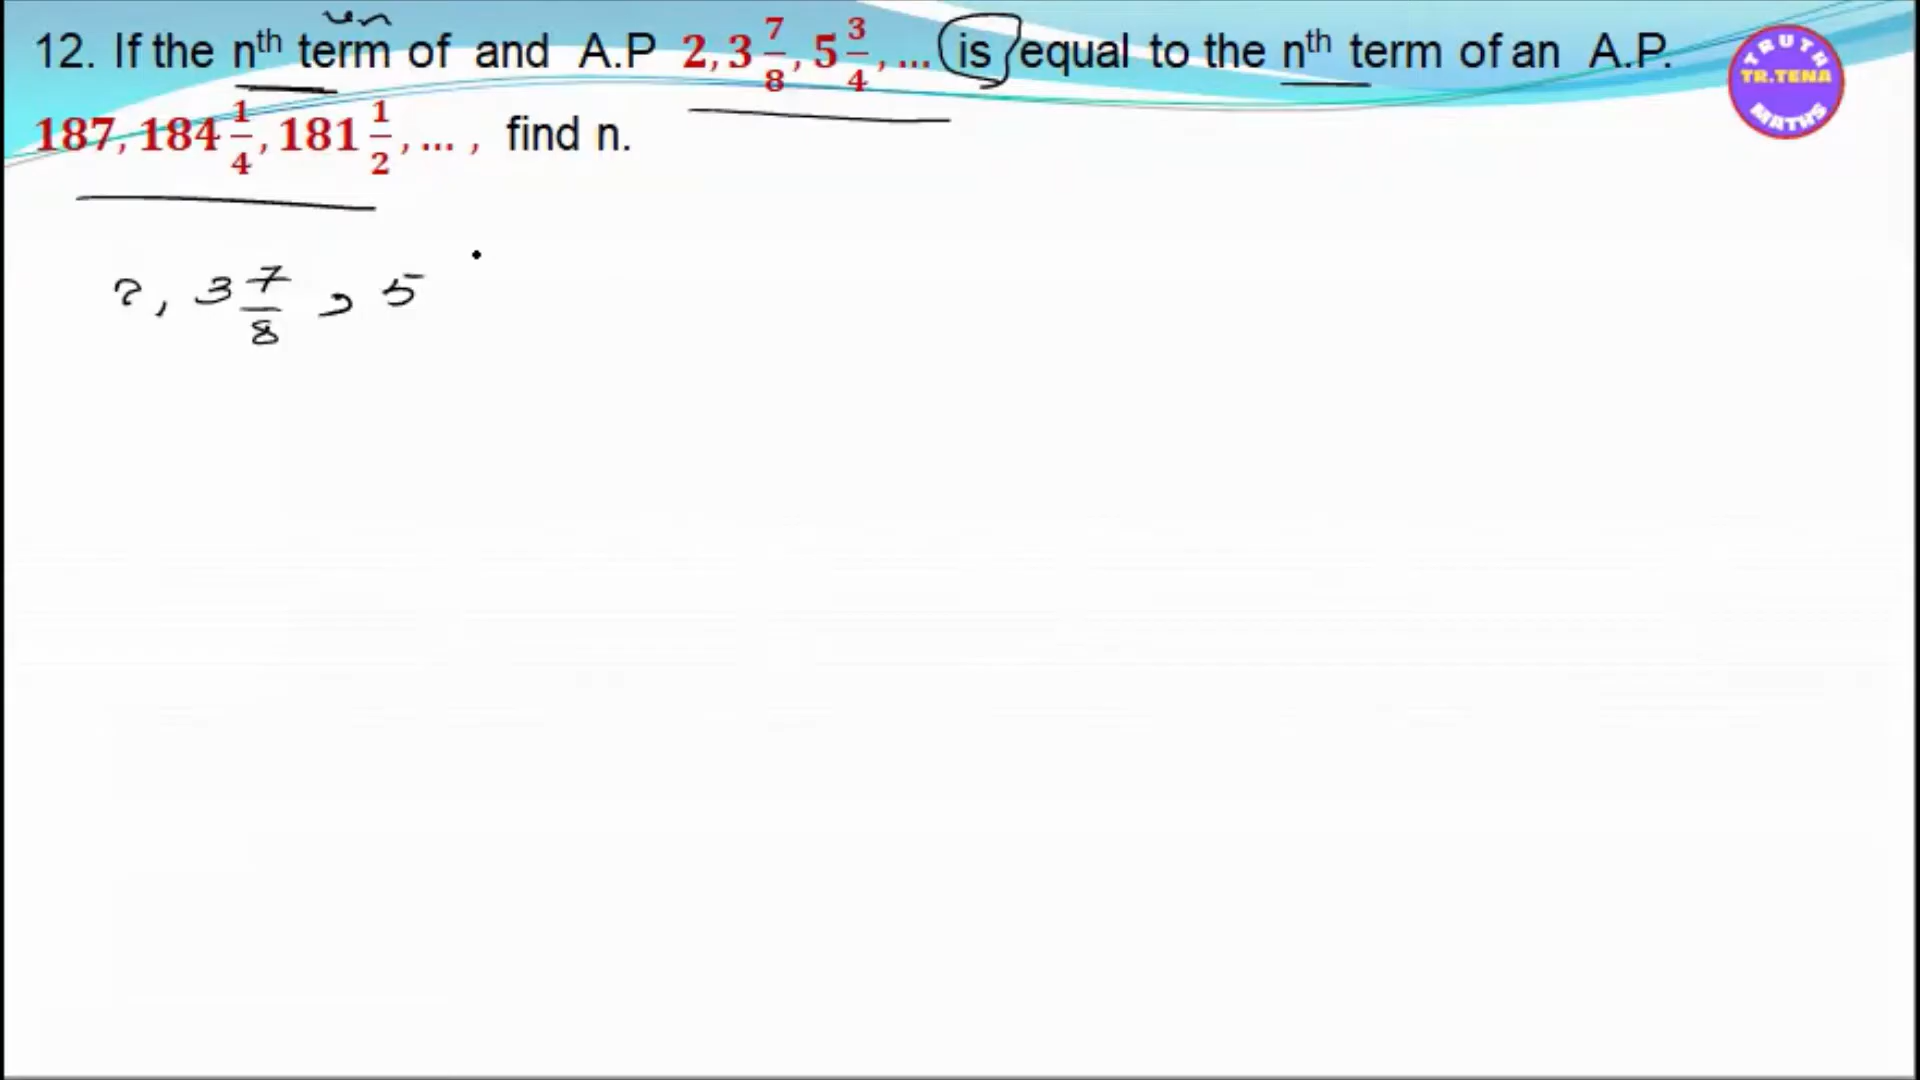 12. If the nᵗʰ term of and A.P 2, 3 7/8, 5 3/4, ... is equal to the nᵗʰ term of an A.P.
187, 184 1/4, 181 1/2, ... , find n.
TRUTH
TR.TENA
MATHS
2, 3 7/8 , 5